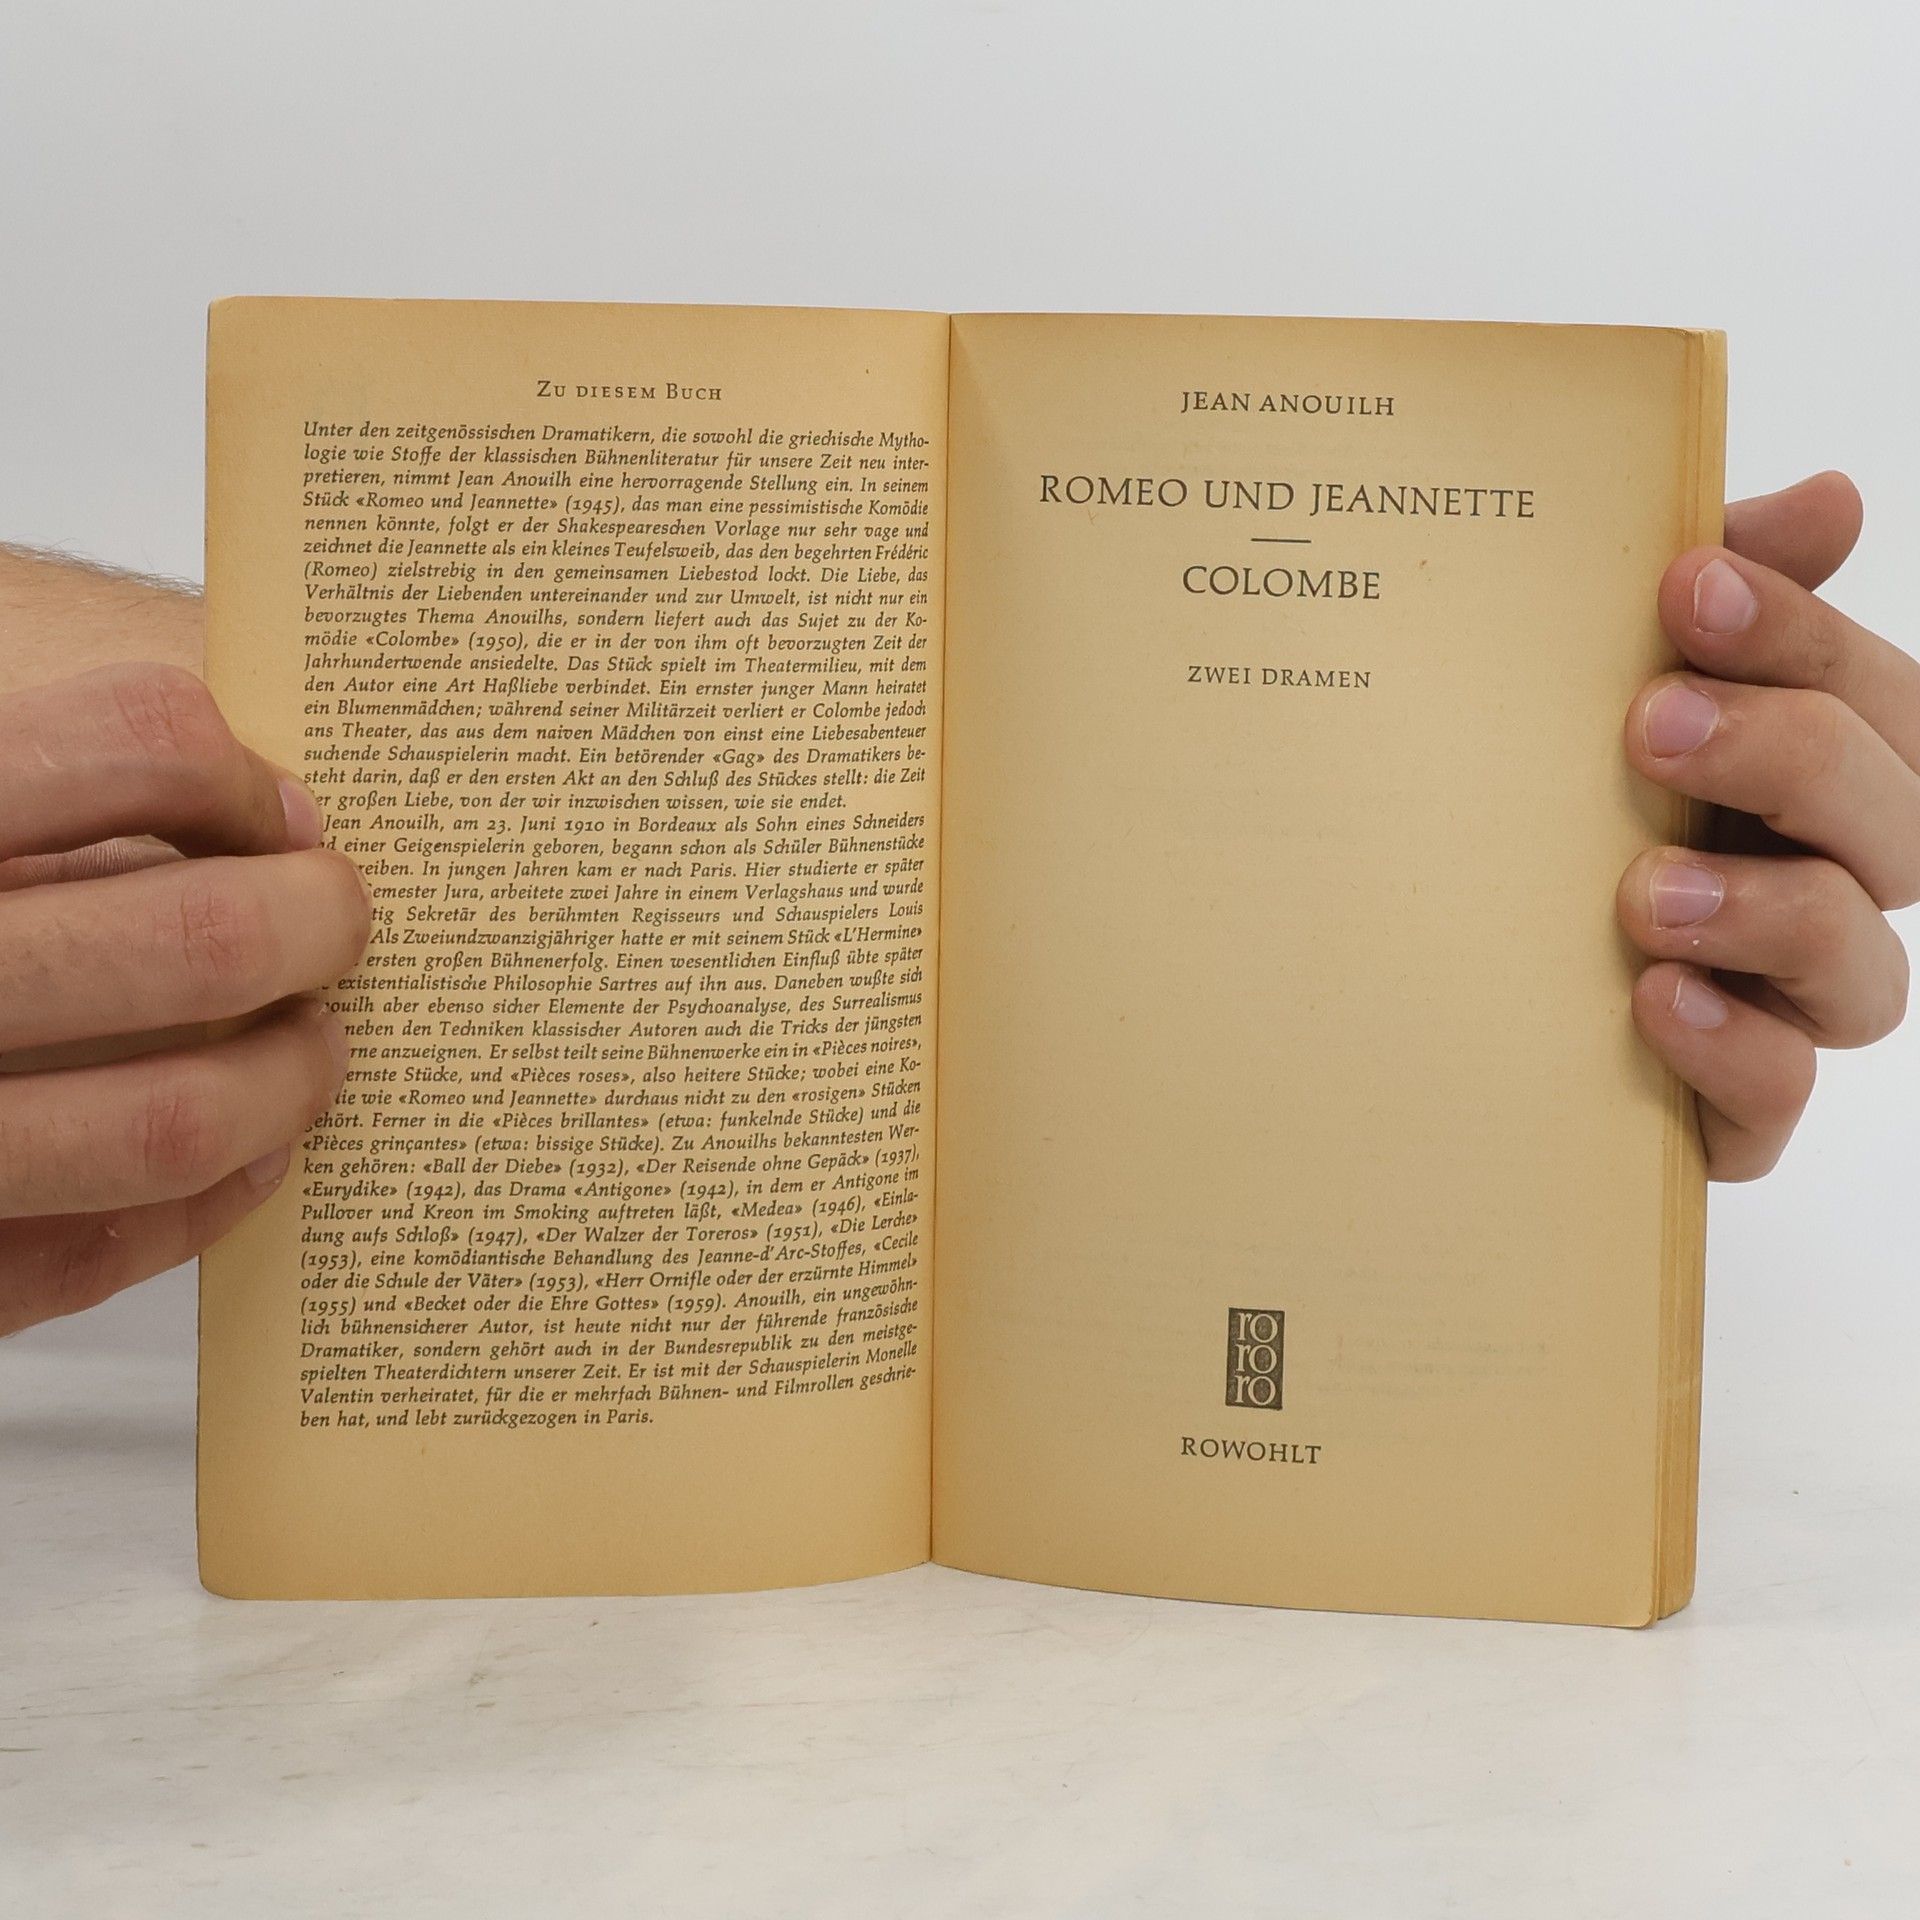 Zu diesem Buch
Unter den zeitgenössischen Dramatikern, die sowohl die griechische Mytho-
logie wie Stoffe der klassischen Bühnenliteratur für unsere Zeit neu inter-
pretieren, nimmt Jean Anouilh eine hervorragende Stellung ein. In seinem
Stück «Romeo und Jeannette» (1945), das man eine pessimistische Komödie
nennen könnte, folgt er der Shakespeareschen Vorlage nur sehr vage und
zeichnet die Jeannette als ein kleines Teufelsweib, das den begehrten Frédéric
(Romeo) zielstrebig in den gemeinsamen Liebestod lockt. Die Liebe, das
Verhältnis der Liebenden untereinander und zur Umwelt, ist nicht nur ein
bevorzugtes Thema Anouilhs, sondern liefert auch das Sujet zu der Ko-
mödie «Colombe» (1950), die er in der von ihm oft bevorzugten Zeit der
Jahrhundertwende ansiedelte. Das Stück spielt im Theatermilieu, mit dem
den Autor eine Art Haßliebe verbindet. Ein ernster junger Mann heiratet
ein Blumenmädchen; während seiner Militärzeit verliert er Colombe jedoch
ans Theater, das aus dem naiven Mädchen von einst eine Liebesabenteuer
suchende Schauspielerin macht. Ein betörender «Gag» des Dramatikers be-
steht darin, daß er den ersten Akt an den Schluß des Stückes stellt: die Zeit
er großen Liebe, von der wir inzwischen wissen, wie sie endet.
Jean Anouilh, am 23. Juni 1910 in Bordeaux als Sohn eines Schneiders
nd einer Geigenspielerin geboren, begann schon als Schüler Bühnenstücke
reiben. In jungen Jahren kam er nach Paris. Hier studierte er später
Semester Jura, arbeitete zwei Jahre in einem Verlagshaus und wurde
tig Sekretär des berühmten Regisseurs und Schauspielers Louis
Als Zweiundzwanzigjähriger hatte er mit seinem Stück «L'Hermine»
ersten großen Bühnenerfolg. Einen wesentlichen Einfluß übte später
existentialistische Philosophie Sartres auf ihn aus. Daneben wußte sich
nouilh aber ebenso sicher Elemente der Psychoanalyse, des Surrealismus
neben den Techniken klassischer Autoren auch die Tricks der jüngsten
rne anzueignen. Er selbst teilt seine Bühnenwerke ein in «Pièces noires»,
ernste Stücke, und «Pièces roses», also heitere Stücke; wobei eine Ko-
die wie «Romeo und Jeannette» durchaus nicht zu den «rosigen» Stücken
gehört. Ferner in die «Pièces brillantes» (etwa: funkelnde Stücke) und die
«Pièces grinçantes» (etwa: bissige Stücke). Zu Anouilhs bekanntesten Wer-
ken gehören: «Ball der Diebe» (1932), «Der Reisende ohne Gepäck» (1937),
«Eurydike» (1942), das Drama «Antigone» (1942), in dem er Antigone im
Pullover und Kreon im Smoking auftreten läßt, «Medea» (1946), «Einla-
dung aufs Schloß» (1947), «Der Walzer der Toreros» (1951), «Die Lerche»
(1953), eine komödiantische Behandlung des Jeanne-d'Arc-Stoffes, «Cecile
oder die Schule der Väter» (1953), «Herr Ornifle oder der erzürnte Himmel»
(1955) und «Becket oder die Ehre Gottes» (1959). Anouilh, ein ungewöhn-
lich bühnensicherer Autor, ist heute nicht nur der führende französische
Dramatiker, sondern gehört auch in der Bundesrepublik zu den meistge-
spielten Theaterdichtern unserer Zeit. Er ist mit der Schauspielerin Monelle
Valentin verheiratet, für die er mehrfach Bühnen- und Filmrollen geschrie-
ben hat, und lebt zurückgezogen in Paris.
JEAN ANOUILH
ROMEO UND JEANNETTE
COLOMBE
ZWEI DRAMEN
ro
ro
ro
ROWOHLT